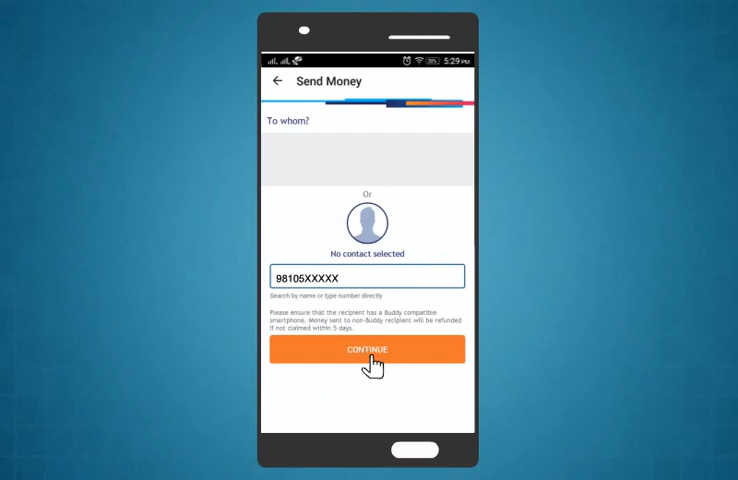 20%
5:29 PM
Send Money
To whom?
Or
No contact selected
98105XXXXX
Search by name or type number directly
Please ensure that the recipient has a Buddy compatible
smartphone. Money sent to non-Buddy recipient will be refunded
if not claimed within 5 days.
CONTINUE